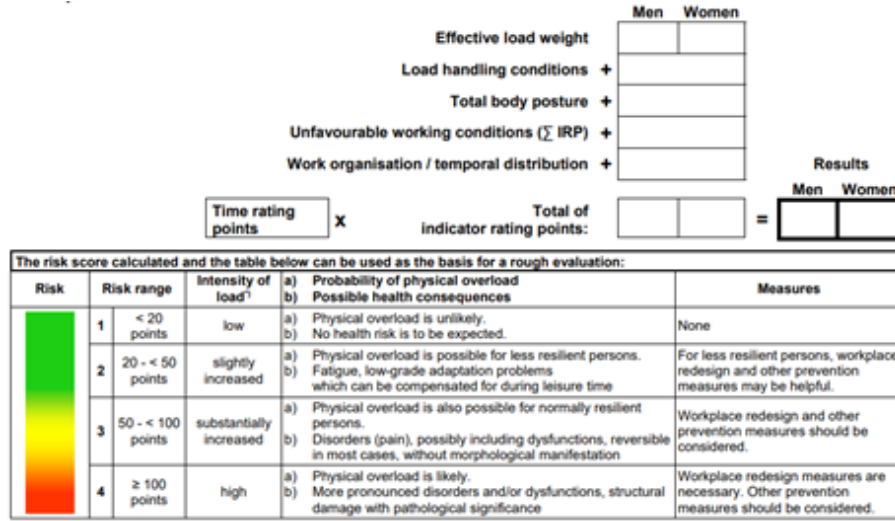 Men Women
Effective load weight
Load handling conditions +
Total body posture +
Unfavourable working conditions (∑ IRP) +
Work organisation / temporal distribution +
Results
Men Women
Time rating points x Total of indicator rating points: =
The risk score calculated and the table below can be used as the basis for a rough evaluation:
Risk Risk range Intensity of load*) a) Probability of physical overload
b) Possible health consequences Measures
1 < 20 points low a) Physical overload is unlikely.
b) No health risk is to be expected. None
2 20 - < 50 points slightly increased a) Physical overload is possible for less resilient persons.
b) Fatigue, low-grade adaptation problems
which can be compensated for during leisure time
For less resilient persons, workplace
redesign and other prevention
measures may be helpful.
3 50 - < 100 points substantially increased a) Physical overload is also possible for normally resilient
persons.
b) Disorders (pain), possibly including dysfunctions, reversible
in most cases, without morphological manifestation
Workplace redesign and other
prevention measures should be
considered.
4 ≥ 100 points high a) Physical overload is likely.
b) More pronounced disorders and/or dysfunctions, structural
damage with pathological significance
Workplace redesign measures are
necessary. Other prevention
measures should be considered.